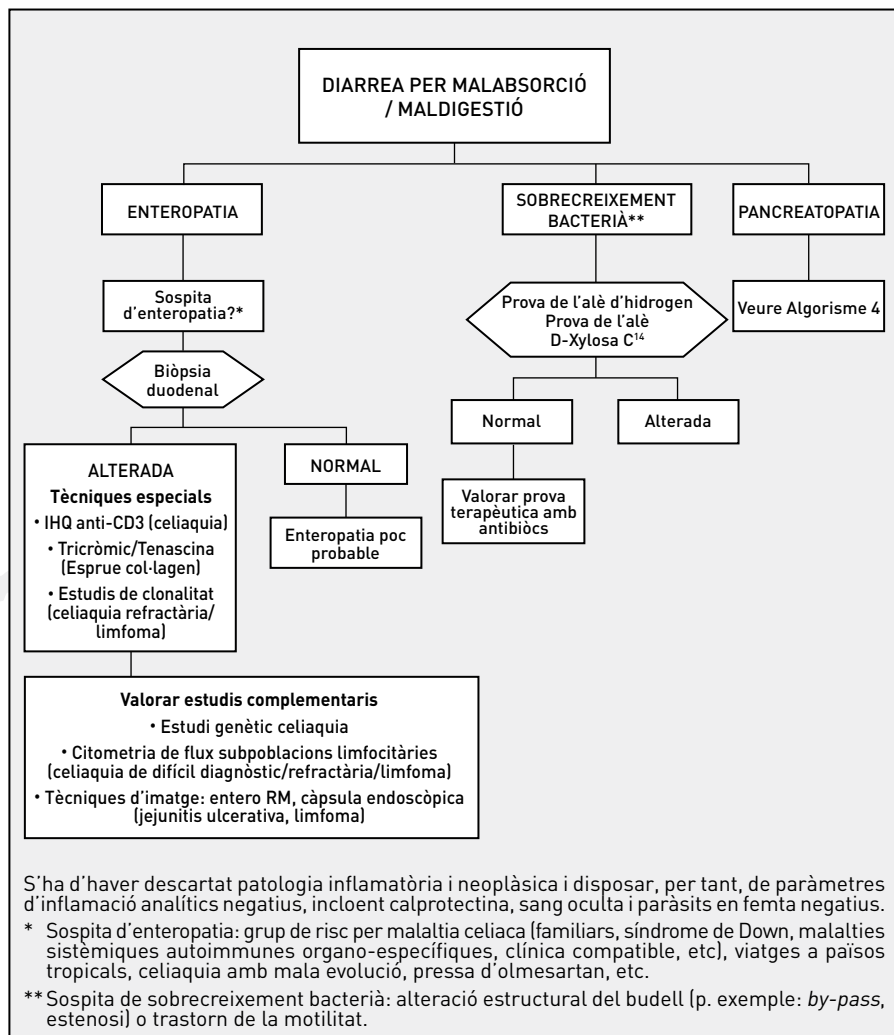 DIARREA PER MALABSORCIÓ
/ MALDIGESTIÓ
ENTEROPATIA
SOBRECREIXEMENT
BACTERIÀ**
PANCREATOPATIA
Sospita
d'enteropatia?*
Prova de l'alè d'hidrogen
Prova de l'alè
D-Xylosa C¹⁴
Veure Algorisme 4
Biòpsia
duodenal
Normal
Alterada
ALTERADA
Tècniques especials
• IHQ anti-CD3 (celiaquia)
• Tricròmic/Tenascina
(Esprue col·lagen)
• Estudis de clonalitat
(celiaquia refractària/
limfoma)
NORMAL
Enteropatia poc
probable
Valorar prova
terapèutica amb
antibiòcs
Valorar estudis complementaris
• Estudi genètic celiaquia
• Citometria de flux subpoblacions limfocitàries
(celiaquia de difícil diagnòstic/refractària/limfoma)
• Tècniques d'imatge: entero RM, càpsula endoscòpica
(jejunitis ulcerativa, limfoma)
S'ha d'haver descartat patologia inflamatòria i neoplàsica i disposar, per tant, de paràmetres
d'inflamació analítics negatius, incloent calprotectina, sang oculta i paràsits en femta negatius.
* Sospita d'enteropatia: grup de risc per malaltia celiaca (familiars, síndrome de Down, malalties
sistèmiques autoimmunes organo-específiques, clínica compatible, etc), viatges a països
tropicals, celiaquia amb mala evolució, pressa d'olmesartan, etc.
** Sospita de sobrecreixement bacterià: alteració estructural del budell (p. exemple: by-pass,
estenosi) o trastorn de la motilitat.